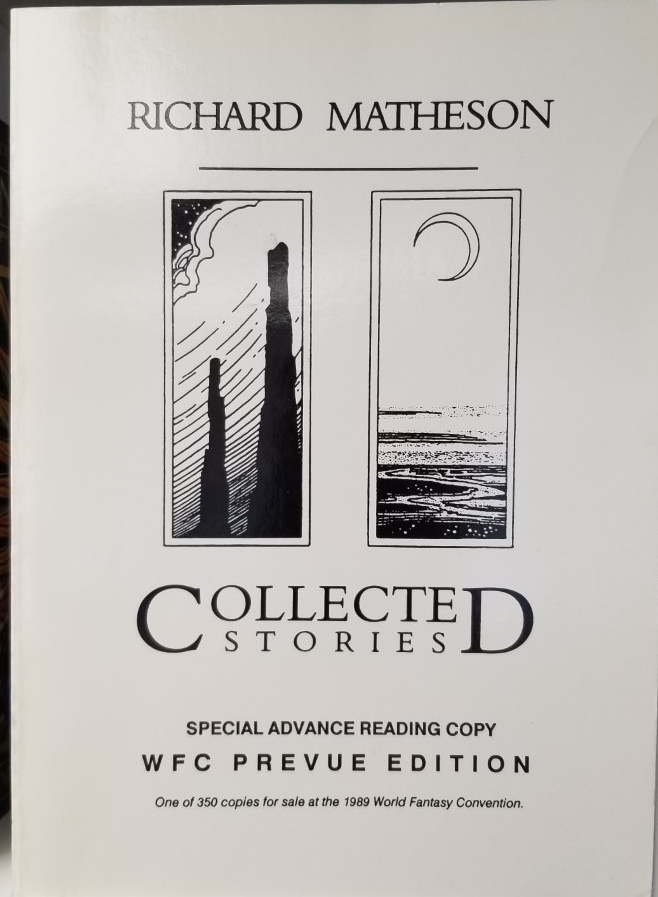 RICHARD MATHESON
COLLECTED
STORIES
SPECIAL ADVANCE READING COPY
WFC PREVUE EDITION
One of 350 copies for sale at the 1989 World Fantasy Convention.